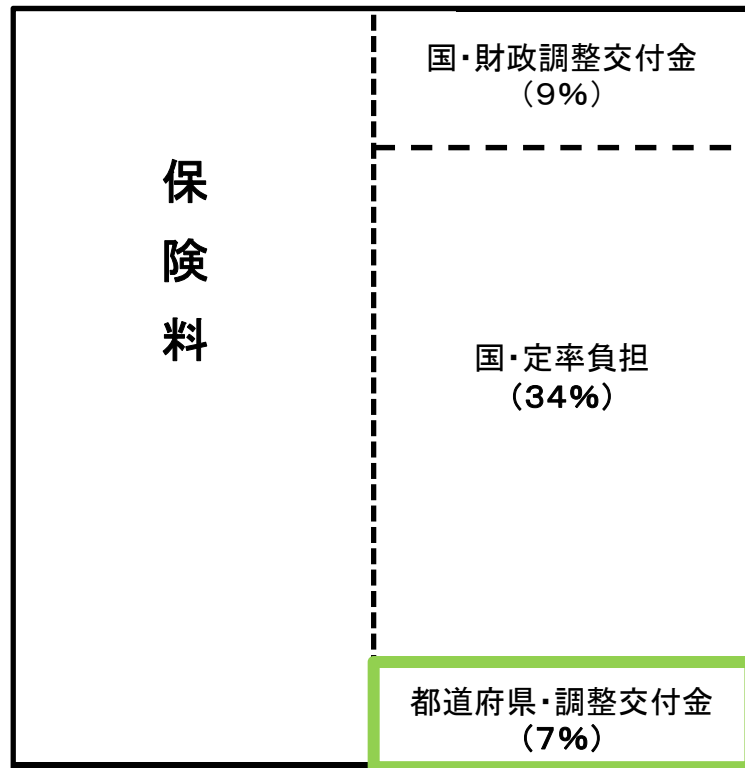 保
険
料
国・財政調整交付金
（9%）
国・定率負担
（34%）
都道府県・調整交付金
（7%）